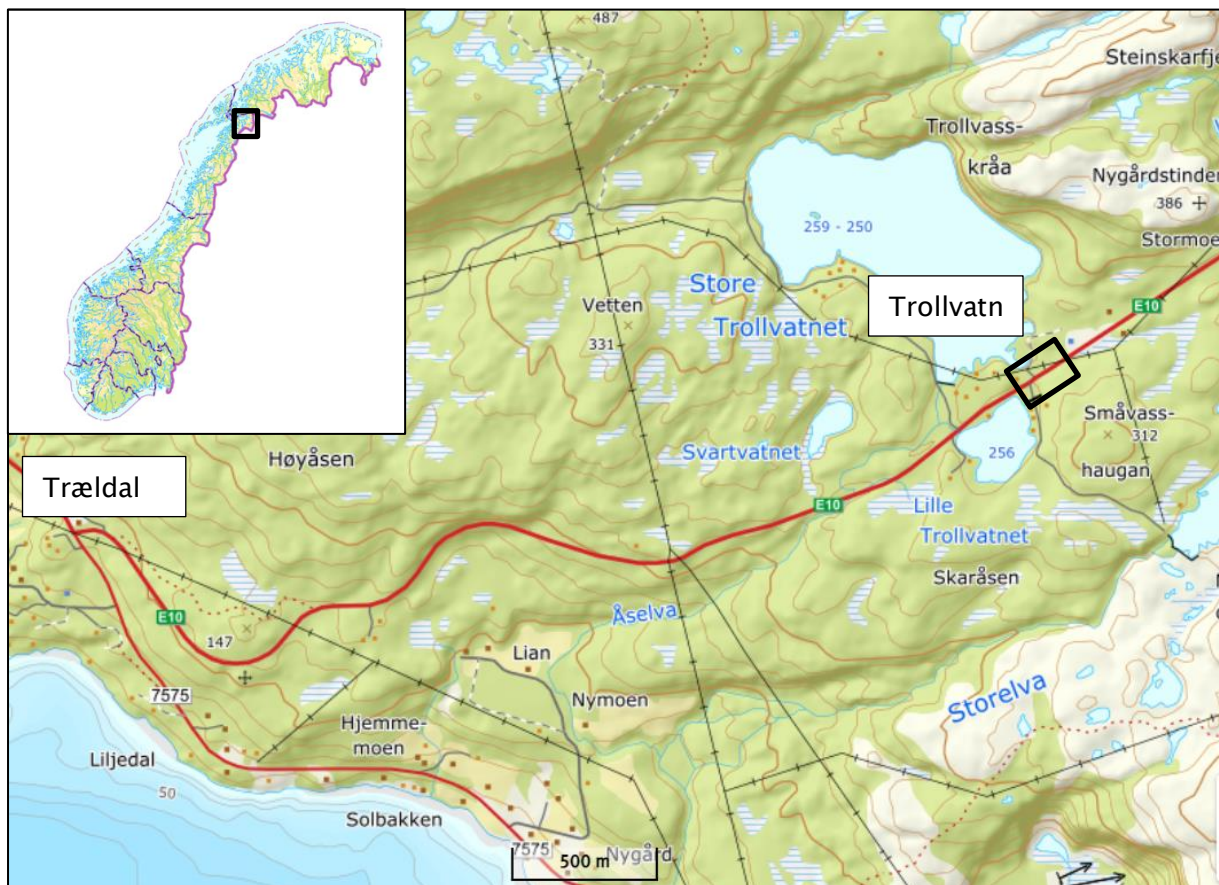 487
Steinskarfje
Trollvass-
kråa
Nygårdstinden
386
259 - 250
Stormoe
Store
Trollvatnet
Vetten
331
Trollvatn
E10
Småvass-
312
haugan
Høyåsen
Svartvatnet
256
Trældal
E10
Lille
Trollvatnet
Skaråsen
Åselva
E10
147
Lian
Nymoen
Storelva
7575
Hjemme-
moen
Liljedal
50
Solbakken
7575
Nygård
500 m